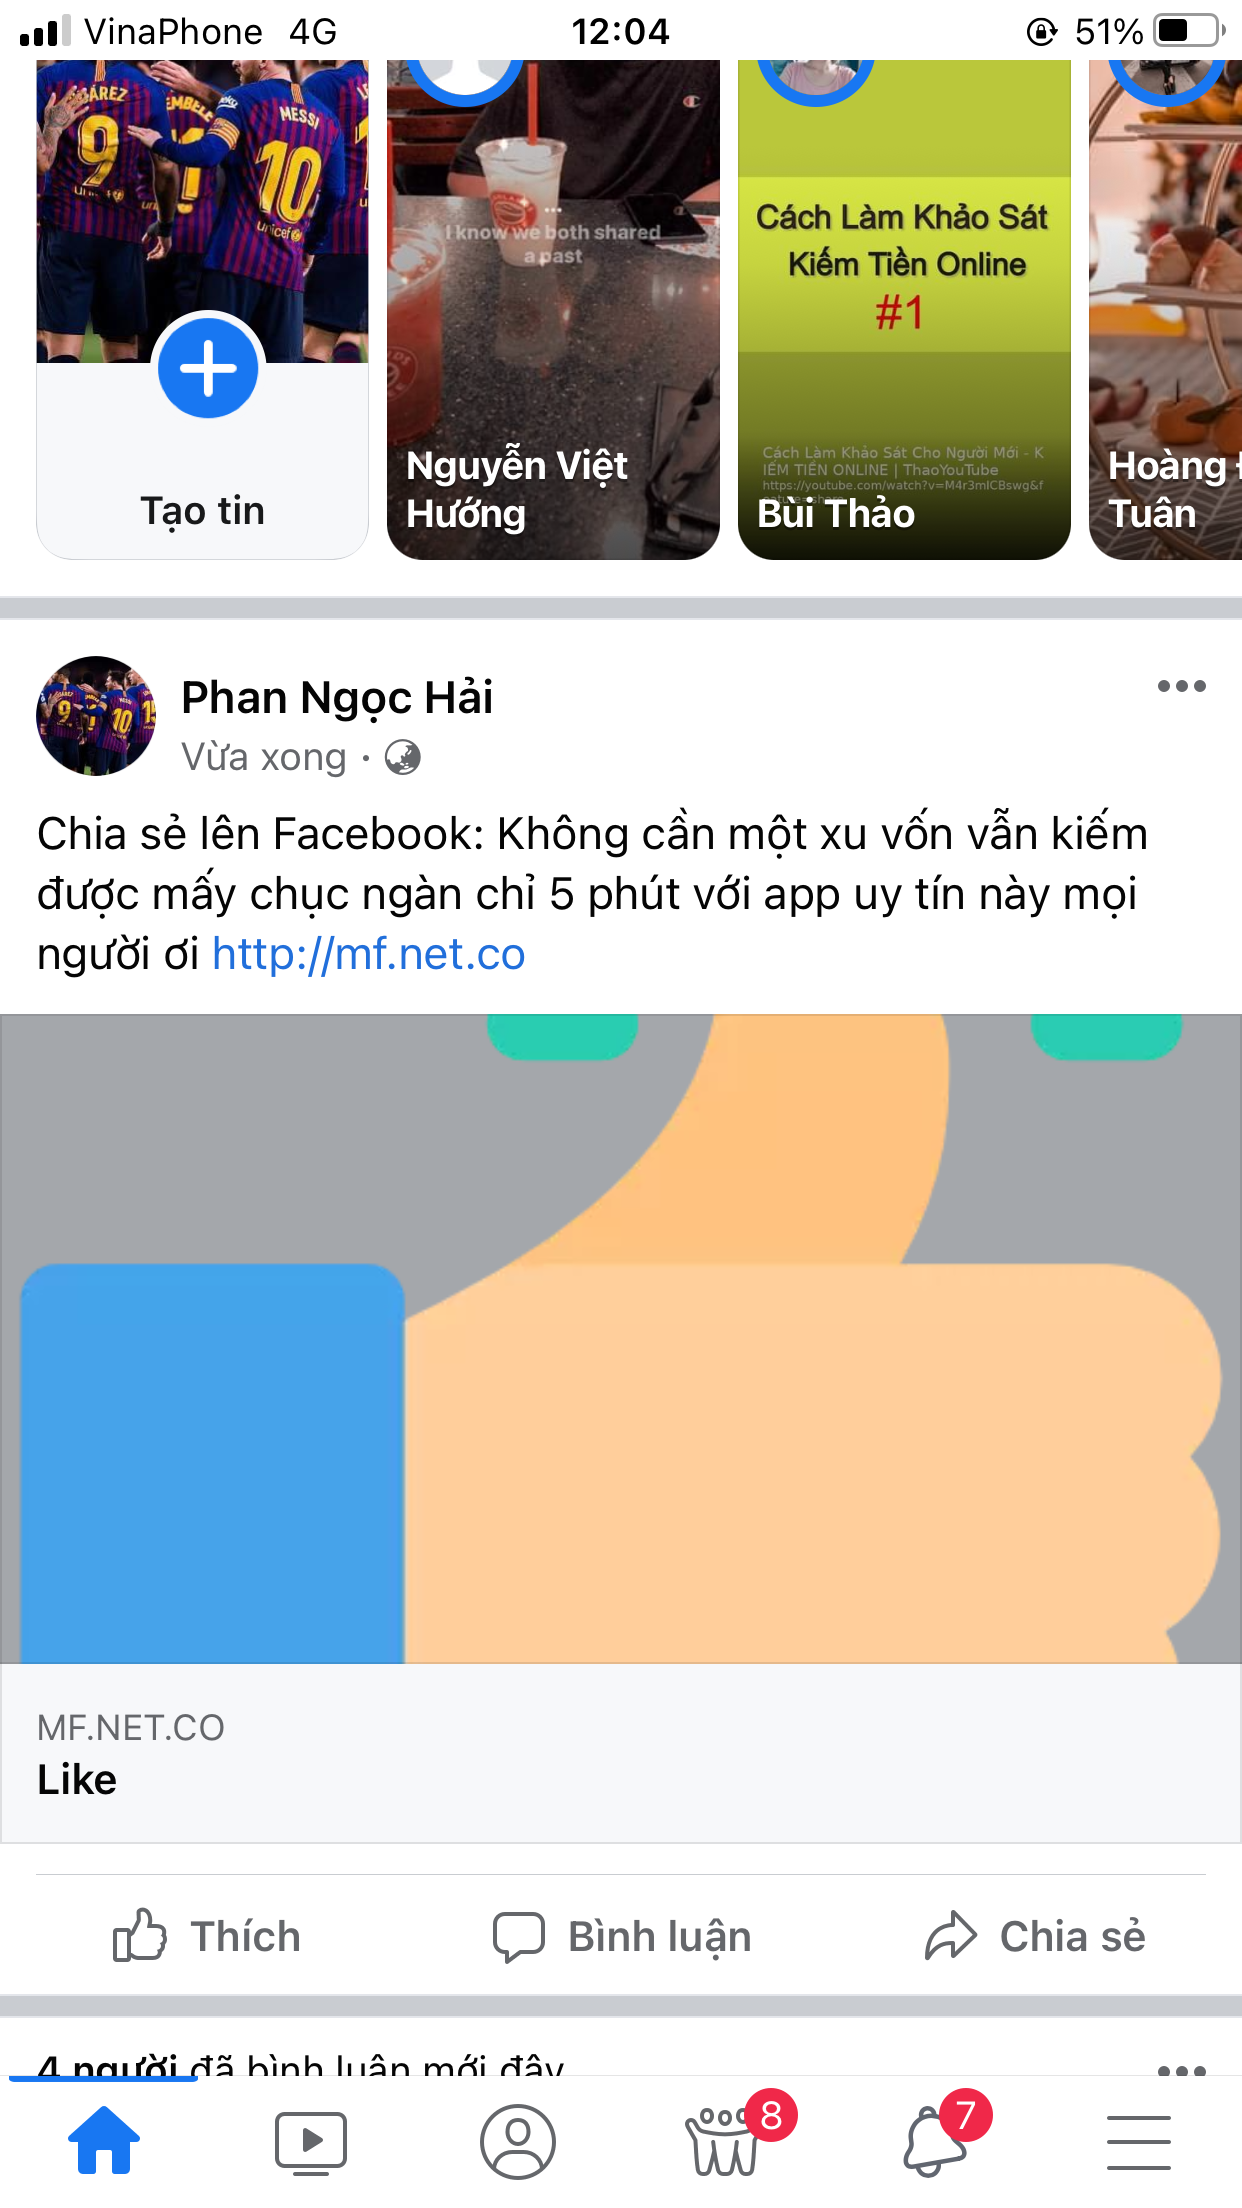 VinaPhone 4G 12:04 51%
MESSI
9
10
unicef
I know we both shared
a past
Cách Làm Khảo Sát
Kiếm Tiền Online
#1
Cách Làm Khảo Sát Cho Người Mới - K
IẾM TIỀN ONLINE | ThaoYouTube
https://youtube.com/watch?v=M4r3mICBswg&f
Tạo tin
Nguyễn Việt
Hướng
Bùi Thảo
Hoàng
Tuân
Phan Ngọc Hải
Vừa xong ·
Chia sẻ lên Facebook: Không cần một xu vốn vẫn kiếm
được mấy chục ngàn chỉ 5 phút với app uy tín này mọi
người ơi http://mf.net.co
MF.NET.CO
Like
Thích Bình luận Chia sẻ
4 người đã bình luận mới đây
8 7